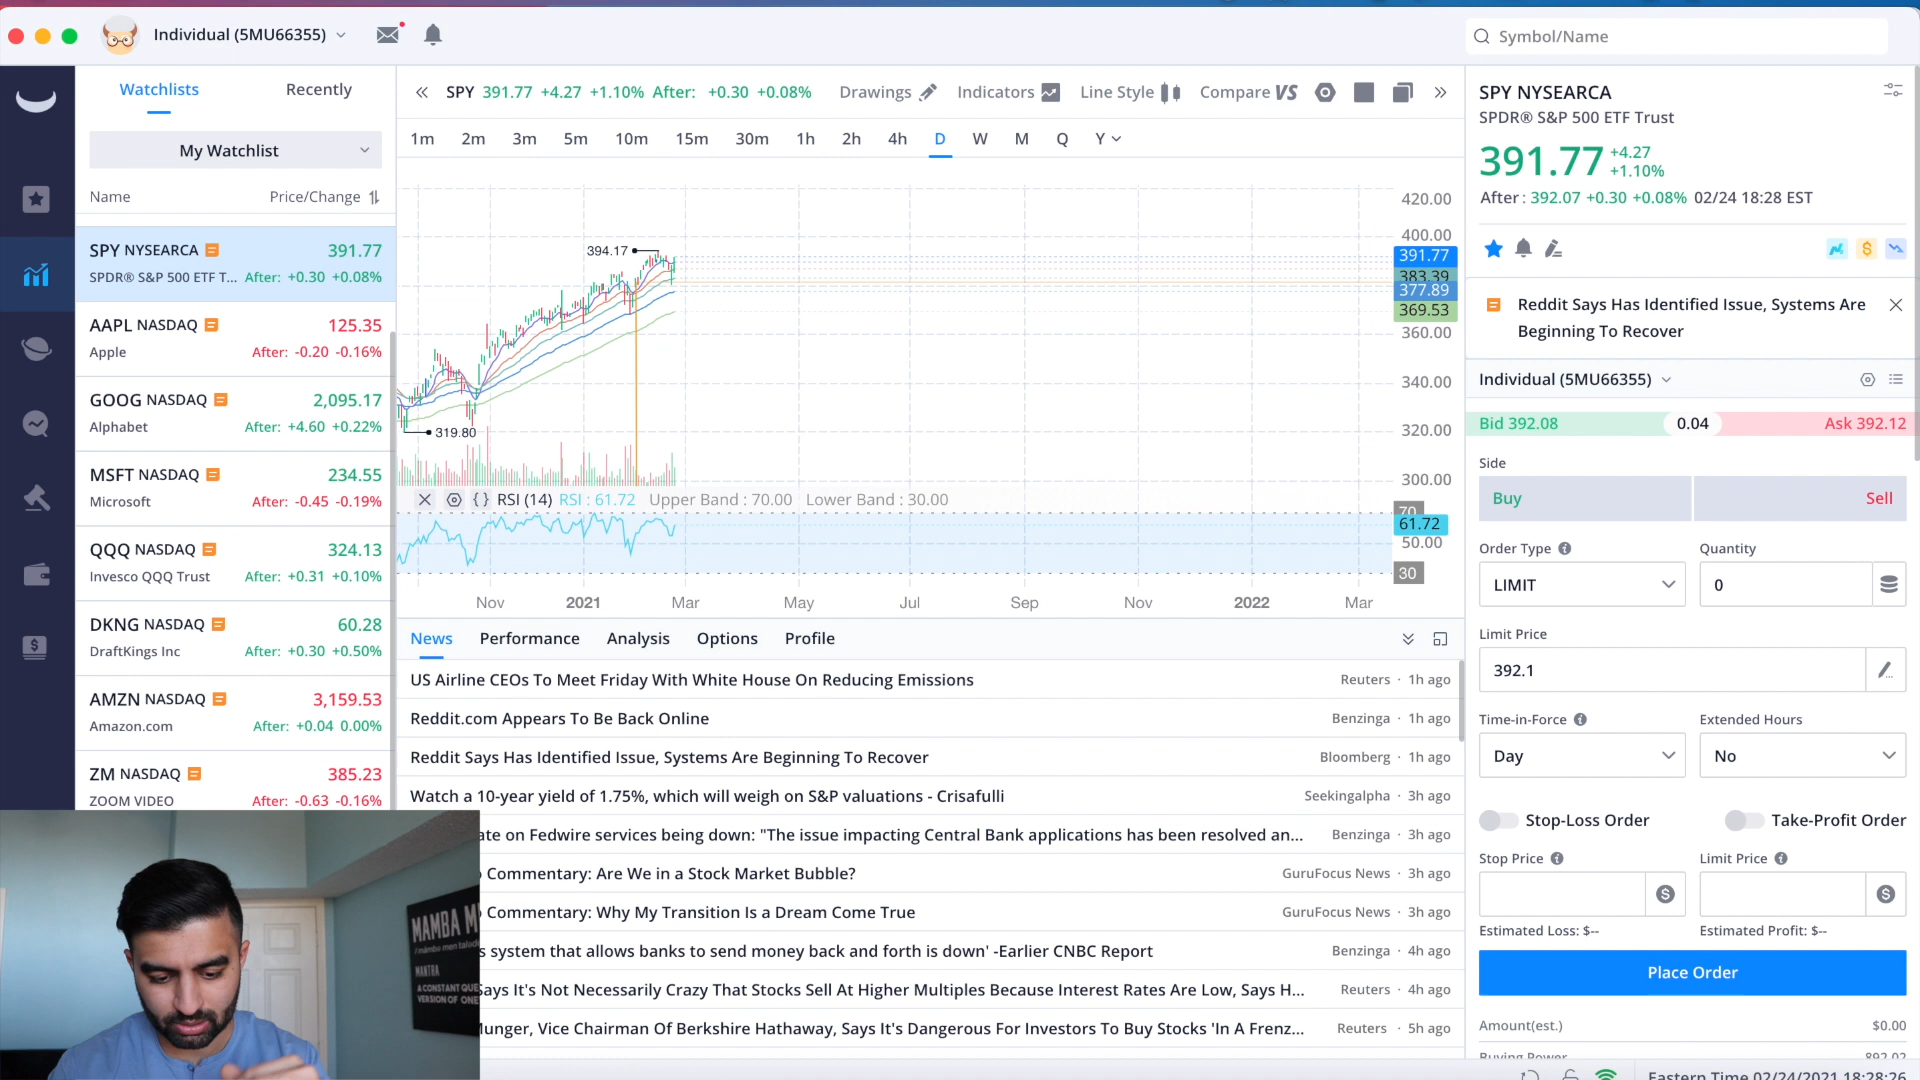 Individual (5MU66355)
Symbol/Name
Watchlists
Recently
My Watchlist
Name
Price/Change
SPY NYSEARCA 391.77
SPDR® S&P 500 ETF T... After: +0.30 +0.08%
AAPL NASDAQ 125.35
Apple After: -0.20 -0.16%
GOOG NASDAQ 2,095.17
Alphabet After: +4.60 +0.22%
MSFT NASDAQ 234.55
Microsoft After: -0.45 -0.19%
QQQ NASDAQ 324.13
Invesco QQQ Trust After: +0.31 +0.10%
DKNG NASDAQ 60.28
DraftKings Inc After: +0.30 +0.50%
AMZN NASDAQ 3,159.53
Amazon.com After: +0.04 0.00%
ZM NASDAQ 385.23
ZOOM VIDEO After: -0.63 -0.16%
SPY 391.77 +4.27 +1.10% After: +0.30 +0.08% Drawings Indicators Line Style Compare VS
1m 2m 3m 5m 10m 15m 30m 1h 2h 4h D W M Q Y
394.17
319.80
420.00
400.00
391.77
383.39
377.89
369.53
360.00
340.00
320.00
300.00
{ } RSI (14) RSI : 61.72 Upper Band : 70.00 Lower Band : 30.00
70
61.72
50.00
30
Nov 2021 Mar May Jul Sep Nov 2022 Mar
News Performance Analysis Options Profile
US Airline CEOs To Meet Friday With White House On Reducing Emissions Reuters · 1h ago
Reddit.com Appears To Be Back Online Benzinga · 1h ago
Reddit Says Has Identified Issue, Systems Are Beginning To Recover Bloomberg · 1h ago
Watch a 10-year yield of 1.75%, which will weigh on S&P valuations - Crisafulli Seekingalpha · 3h ago
ate on Fedwire services being down: "The issue impacting Central Bank applications has been resolved an... Benzinga · 3h ago
Commentary: Are We in a Stock Market Bubble? GuruFocus News · 3h ago
Commentary: Why My Transition Is a Dream Come True GuruFocus News · 3h ago
s system that allows banks to send money back and forth is down' -Earlier CNBC Report Benzinga · 4h ago
Says It's Not Necessarily Crazy That Stocks Sell At Higher Multiples Because Interest Rates Are Low, Says H... Reuters · 4h ago
Munger, Vice Chairman Of Berkshire Hathaway, Says It's Dangerous For Investors To Buy Stocks 'In A Frenz... Reuters · 5h ago
SPY NYSEARCA
SPDR® S&P 500 ETF Trust
391.77 +4.27
+1.10%
After : 392.07 +0.30 +0.08% 02/24 18:28 EST
Reddit Says Has Identified Issue, Systems Are
Beginning To Recover
Individual (5MU66355)
Bid 392.08 0.04 Ask 392.12
Side
Buy Sell
Order Type Quantity
LIMIT 0
Limit Price
392.1
Time-in-Force Extended Hours
Day No
Stop-Loss Order Take-Profit Order
Stop Price Limit Price
Estimated Loss: $-- Estimated Profit: $--
Place Order
Amount(est.) $0.00
Buying Power 892.02
Eastern Time 02/24/2021 18:28:26
MAMBA M
MANTRA
A CONSTANT QUE
VERSION OF ONE